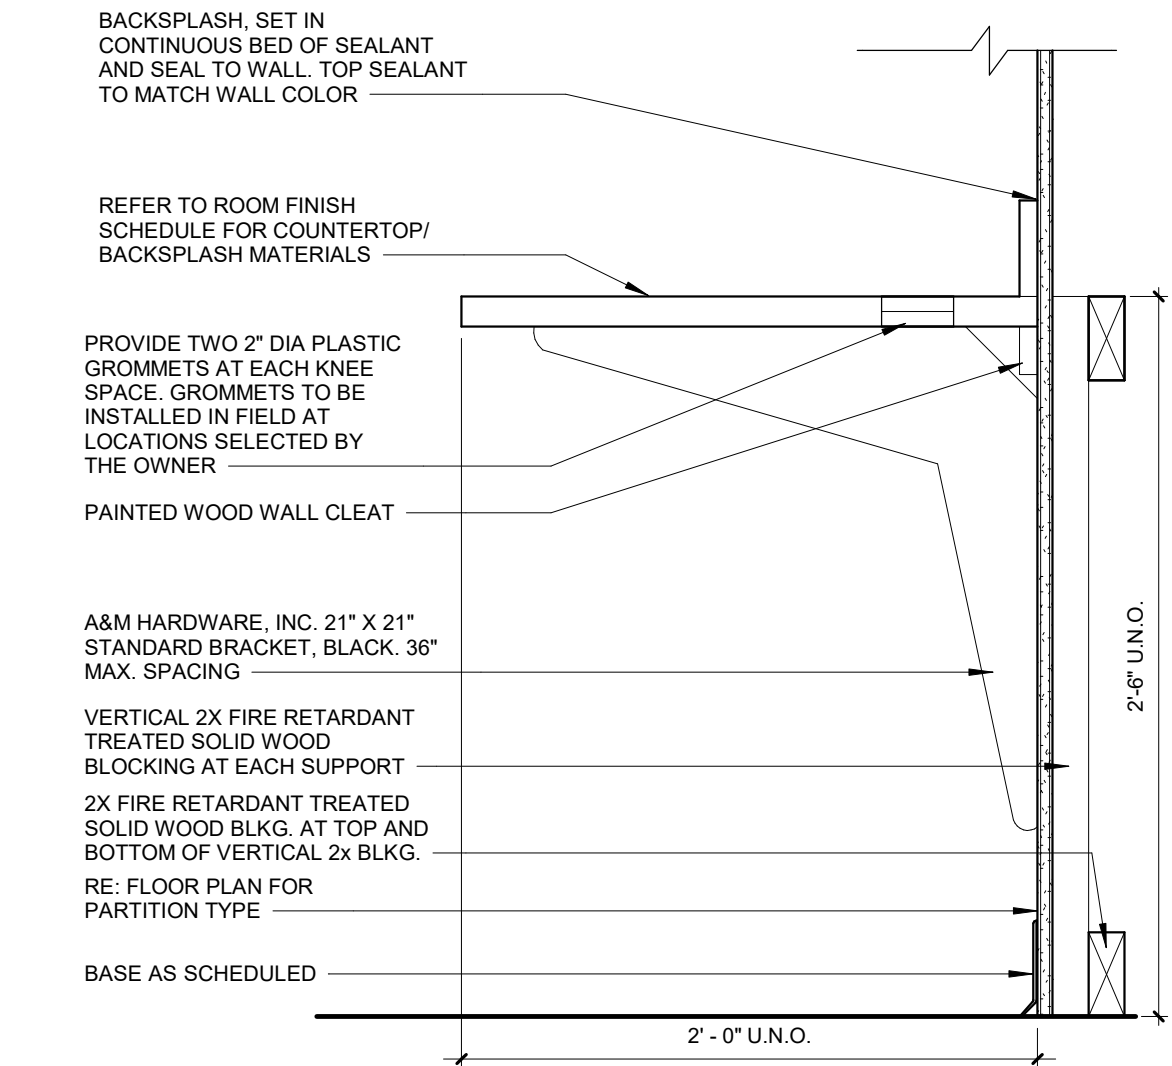 BACKSPLASH, SET IN
CONTINUOUS BED OF SEALANT
AND SEAL TO WALL. TOP SEALANT
TO MATCH WALL COLOR
REFER TO ROOM FINISH
SCHEDULE FOR COUNTERTOP/
BACKSPLASH MATERIALS
PROVIDE TWO 2" DIA PLASTIC
GROMMETS AT EACH KNEE
SPACE. GROMMETS TO BE
INSTALLED IN FIELD AT
LOCATIONS SELECTED BY
THE OWNER
PAINTED WOOD WALL CLEAT
A&M HARDWARE, INC. 21" X 21"
STANDARD BRACKET, BLACK. 36"
MAX. SPACING
VERTICAL 2X FIRE RETARDANT
TREATED SOLID WOOD
BLOCKING AT EACH SUPPORT
2X FIRE RETARDANT TREATED
SOLID WOOD BLKG. AT TOP AND
BOTTOM OF VERTICAL 2x BLKG.
RE: FLOOR PLAN FOR
PARTITION TYPE
BASE AS SCHEDULED
2'-6" U.N.O.
2' - 0" U.N.O.